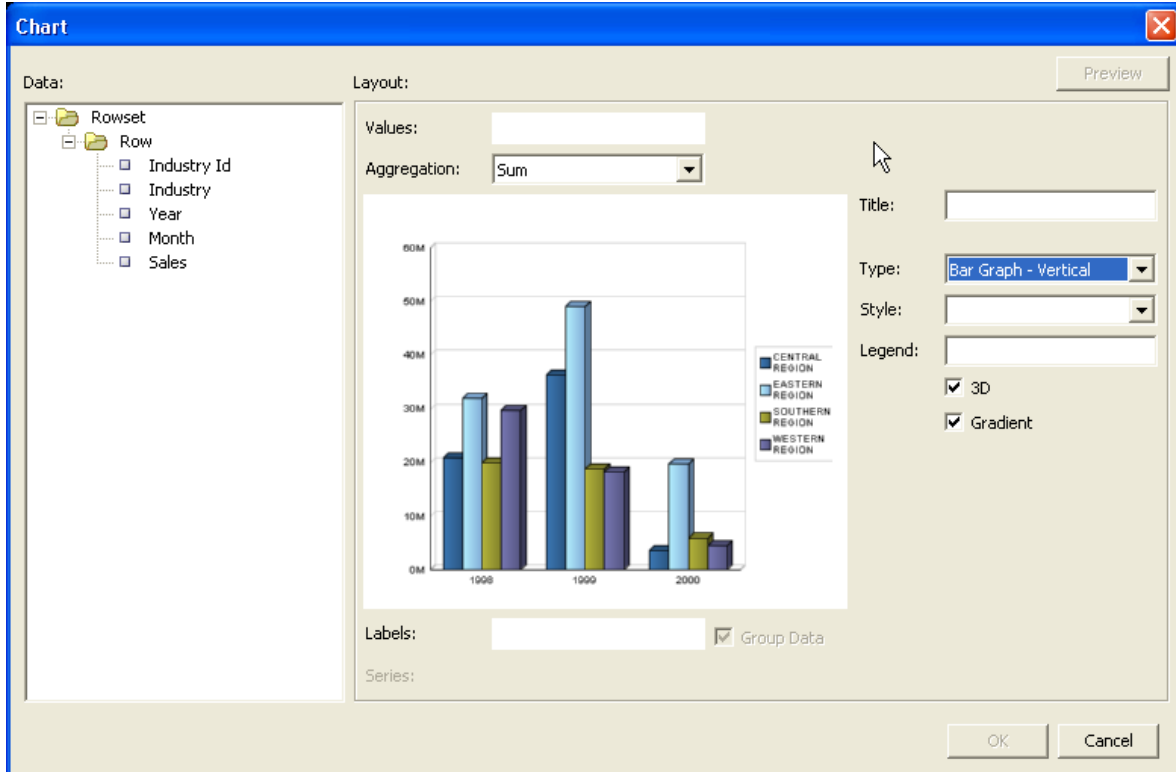 Chart
Preview
Data:
Layout:
Rowset
Row
Industry Id
Industry
Year
Month
Sales
Values:
Aggregation: Sum
60M
50M
40M
30M
20M
10M
0M
1998 1999 2000
CENTRAL
REGION
EASTERN
REGION
SOUTHERN
REGION
WESTERN
REGION
Title:
Type: Bar Graph - Vertical
Style:
Legend:
3D
Gradient
Labels:
Group Data
Series:
OK Cancel